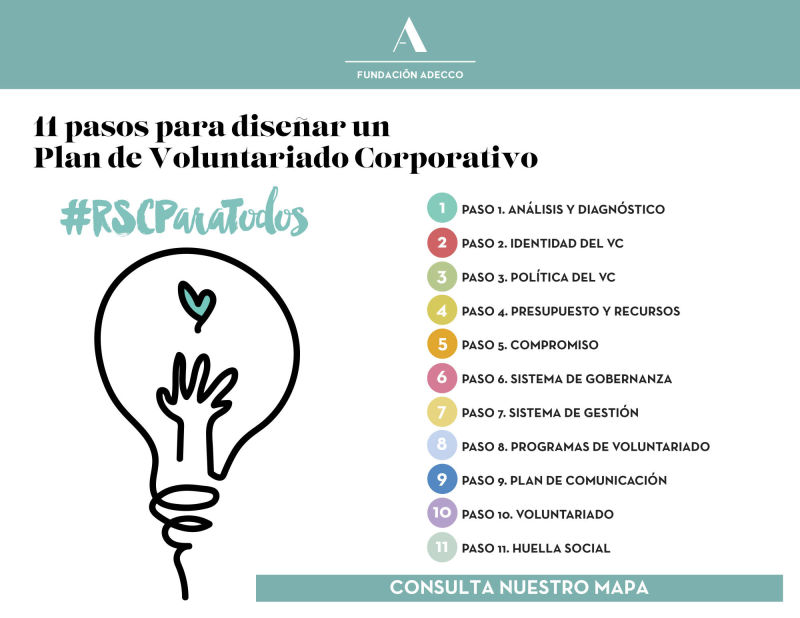 FUNDACIÓN ADECCO
11 pasos para diseñar un
Plan de Voluntariado Corporativo
#RSCParaTodos
1 PASO 1. ANÁLISIS Y DIAGNÓSTICO
2 PASO 2. IDENTIDAD DEL VC
3 PASO 3. POLÍTICA DEL VC
4 PASO 4. PRESUPUESTO Y RECURSOS
5 PASO 5. COMPROMISO
6 PASO 6. SISTEMA DE GOBERNANZA
7 PASO 7. SISTEMA DE GESTIÓN
8 PASO 8. PROGRAMAS DE VOLUNTARIADO
9 PASO 9. PLAN DE COMUNICACIÓN
10 PASO 10. VOLUNTARIADO
11 PASO 11. HUELLA SOCIAL
CONSULTA NUESTRO MAPA